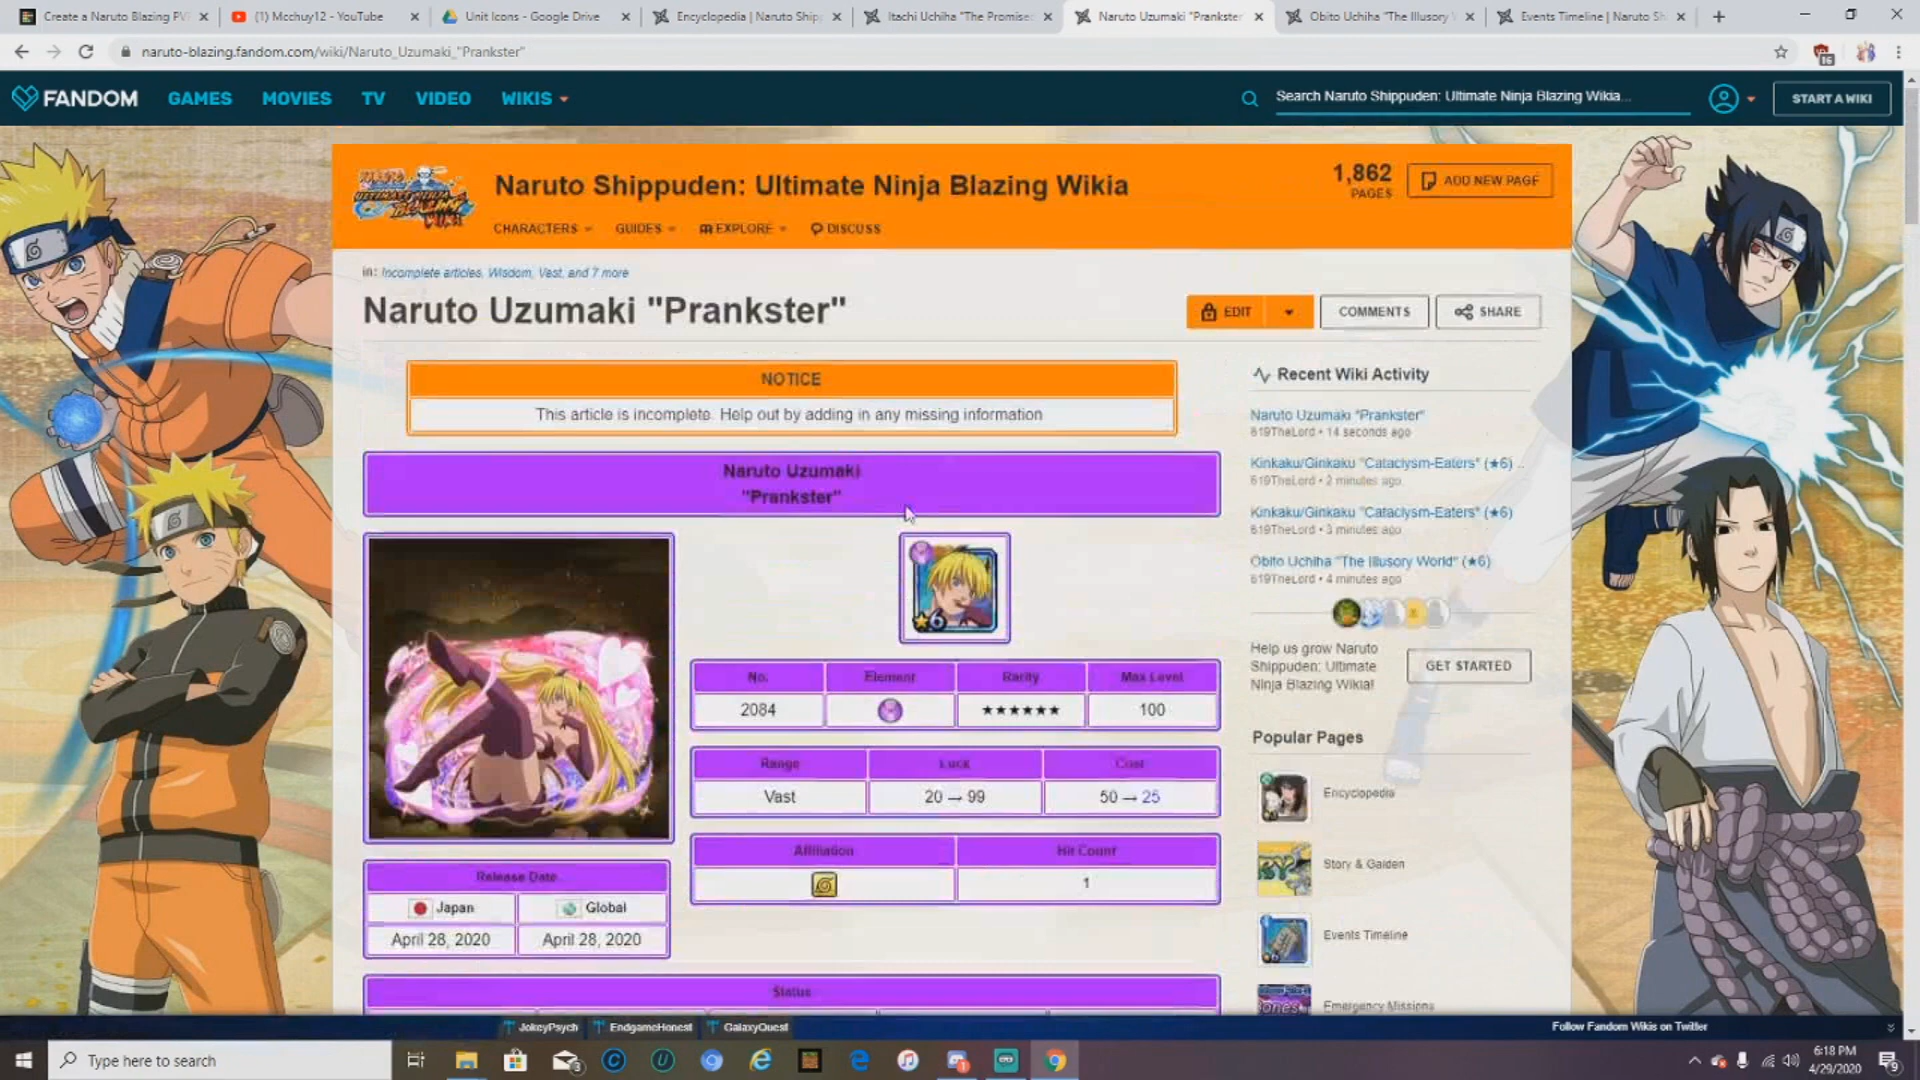 Create a Naruto Blazing PV
(1) Mcchuy12 - YouTube
Unit Icons - Google Drive
Encyclopedia | Naruto Ship
Itachi Uchiha "The Promise
Naruto Uzumaki "Prankster
Obito Uchiha "The Illusory
Events Timeline | Naruto Sh
naruto-blazing.fandom.com/wiki/Naruto_Uzumaki_"Prankster"
16
FANDOM
GAMES
MOVIES
TV
VIDEO
WIKIS
Search Naruto Shippuden: Ultimate Ninja Blazing Wikia...
START A WIKI
Naruto Shippuden: Ultimate Ninja Blazing Wikia
1,862
PAGES
ADD NEW PAGE
CHARACTERS
GUIDES
EXPLORE
DISCUSS
in: Incomplete articles, Wisdom, Vast, and 7 more
Naruto Uzumaki "Prankster"
EDIT
COMMENTS
SHARE
NOTICE
This article is incomplete. Help out by adding in any missing information
Naruto Uzumaki
"Prankster"
★6
No.
Element
Rarity
Max Level
2084
★★★★★★
100
Range
Luck
Cost
Vast
20 → 99
50 → 25
Affiliation
Hit Count
1
Release Date
Japan
Global
April 28, 2020
April 28, 2020
Status
Recent Wiki Activity
Naruto Uzumaki "Prankster"
619TheLord • 14 seconds ago
Kinkaku/Ginkaku "Cataclysm-Eaters" (★6) ..
619TheLord • 2 minutes ago
Kinkaku/Ginkaku "Cataclysm-Eaters" (★6)
619TheLord • 3 minutes ago
Obito Uchiha "The Illusory World" (★6)
619TheLord • 4 minutes ago
Help us grow Naruto
Shippuden: Ultimate
Ninja Blazing Wikia!
GET STARTED
Popular Pages
Encyclopedia
Story & Gaiden
Events Timeline
Emergency Missions
JokeyPsych
EndgameHonest
GalaxyQuest
Follow Fandom Wikis on Twitter
Type here to search
3
1
6:18 PM
4/29/2020
9